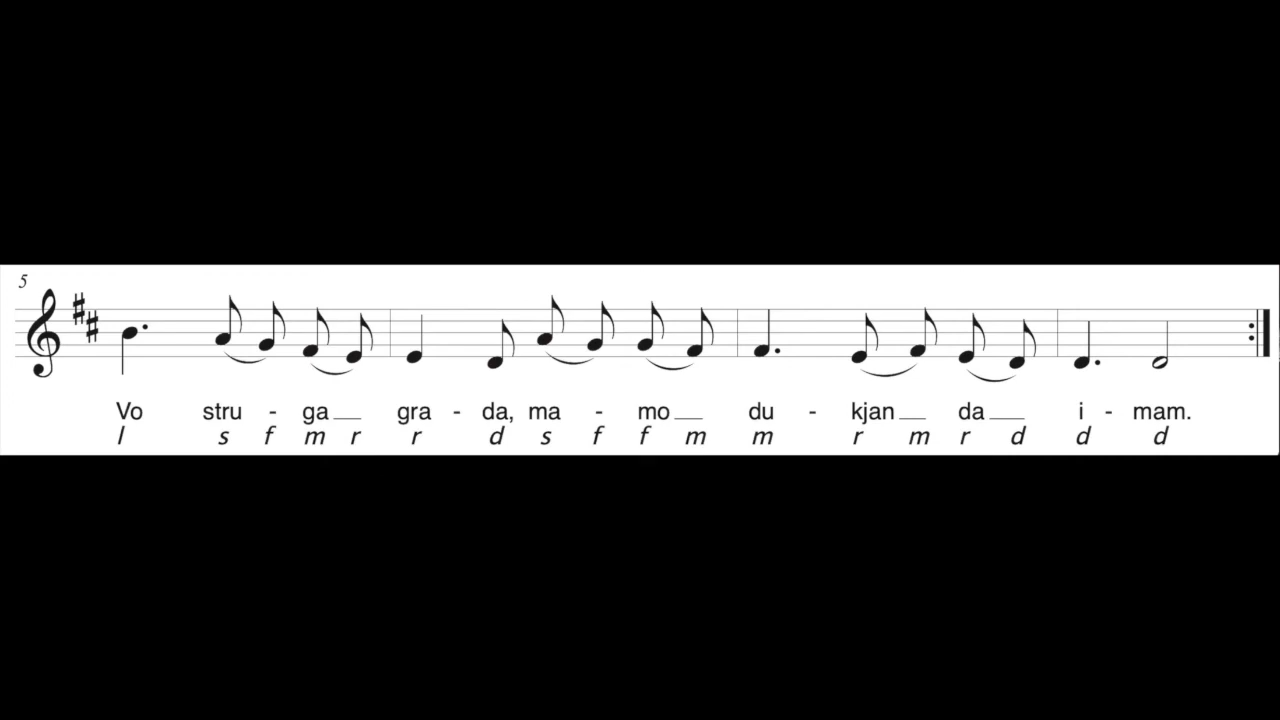 5
Vo stru - ga gra - da, ma - mo du - kjan da i - mam.
l s f m r r d s f f m m r m r d d d